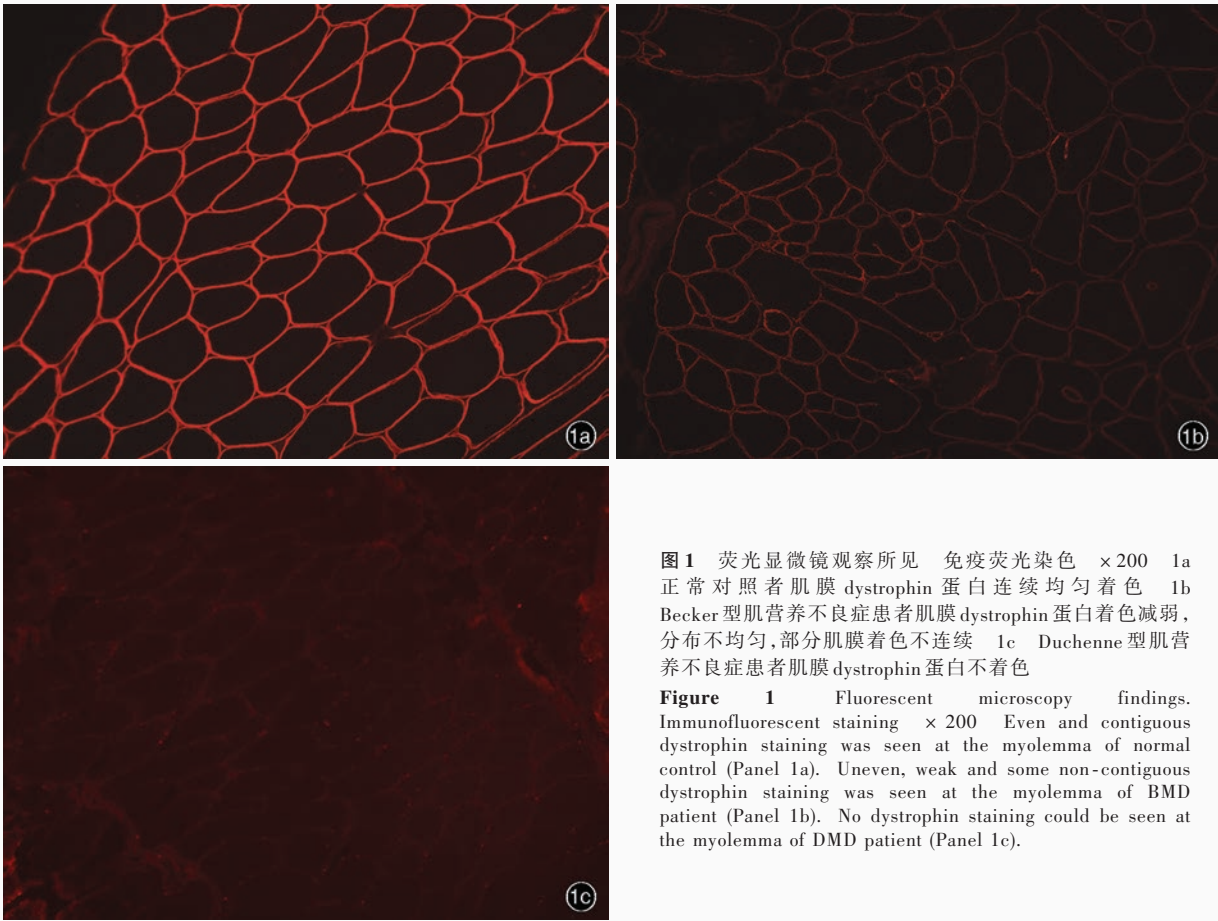 1a
1b
1c
图1 荧光显微镜观察所见 免疫荧光染色 ×200 1a
正常对照者肌膜 dystrophin 蛋白连续均匀着色 1b
Becker 型肌营养不良症患者肌膜 dystrophin 蛋白着色减弱,
分布不均匀,部分肌膜着色不连续 1c Duchenne 型肌营
养不良症患者肌膜 dystrophin 蛋白不着色
Figure 1 Fluorescent microscopy findings.
Immunofluorescent staining × 200 Even and contiguous
dystrophin staining was seen at the myolemma of normal
control (Panel 1a). Uneven, weak and some non-contiguous
dystrophin staining was seen at the myolemma of BMD
patient (Panel 1b). No dystrophin staining could be seen at
the myolemma of DMD patient (Panel 1c).